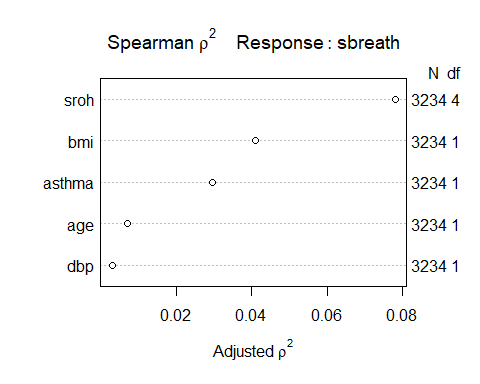 Spearman ρ² Response : sbreath
N df
sroh 3234 4
bmi 3234 1
asthma 3234 1
age 3234 1
dbp 3234 1
0.02 0.04 0.06 0.08
Adjusted ρ²